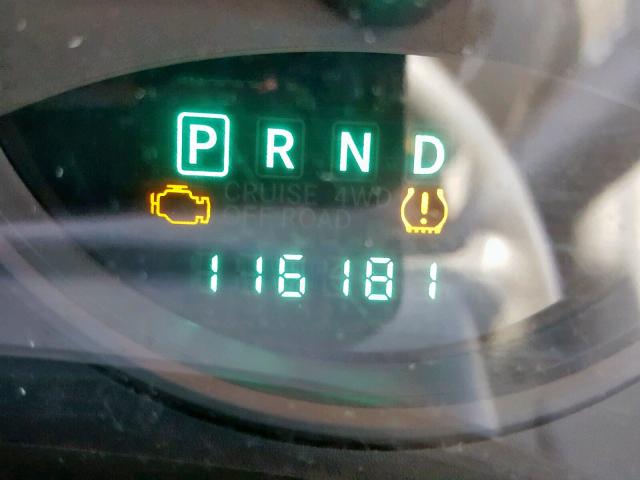 P R N D
CRUISE 4WD
OFF ROAD
116181